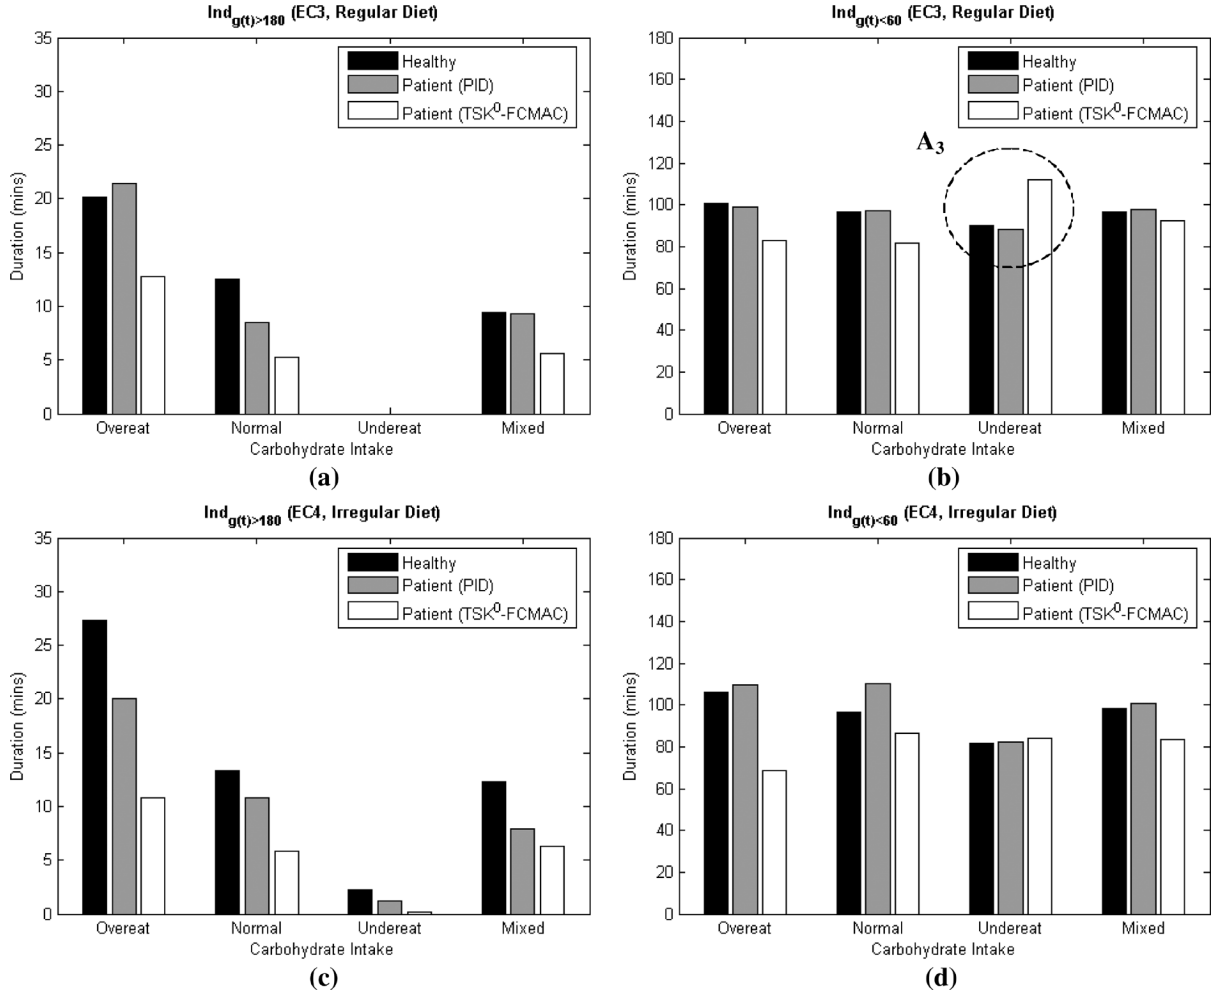 Ind g(t)>180 (EC3, Regular Diet)
35
30
25
20
15
10
5
0
Duration (mins)
Healthy
Patient (PID)
Patient (TSK0-FCMAC)
Overeat Normal Undereat Mixed
Carbohydrate Intake
(a)
Ind g(t)<60 (EC3, Regular Diet)
180
160
140
120
100
80
60
40
20
0
Duration (mins)
Healthy
Patient (PID)
Patient (TSK0-FCMAC)
A3
Overeat Normal Undereat Mixed
Carbohydrate Intake
(b)
Ind g(t)>180 (EC4, Irregular Diet)
35
30
25
20
15
10
5
0
Duration (mins)
Healthy
Patient (PID)
Patient (TSK0-FCMAC)
Overeat Normal Undereat Mixed
Carbohydrate Intake
(c)
Ind g(t)<60 (EC4, Irregular Diet)
180
160
140
120
100
80
60
40
20
0
Duration (mins)
Healthy
Patient (PID)
Patient (TSK0-FCMAC)
Overeat Normal Undereat Mixed
Carbohydrate Intake
(d)